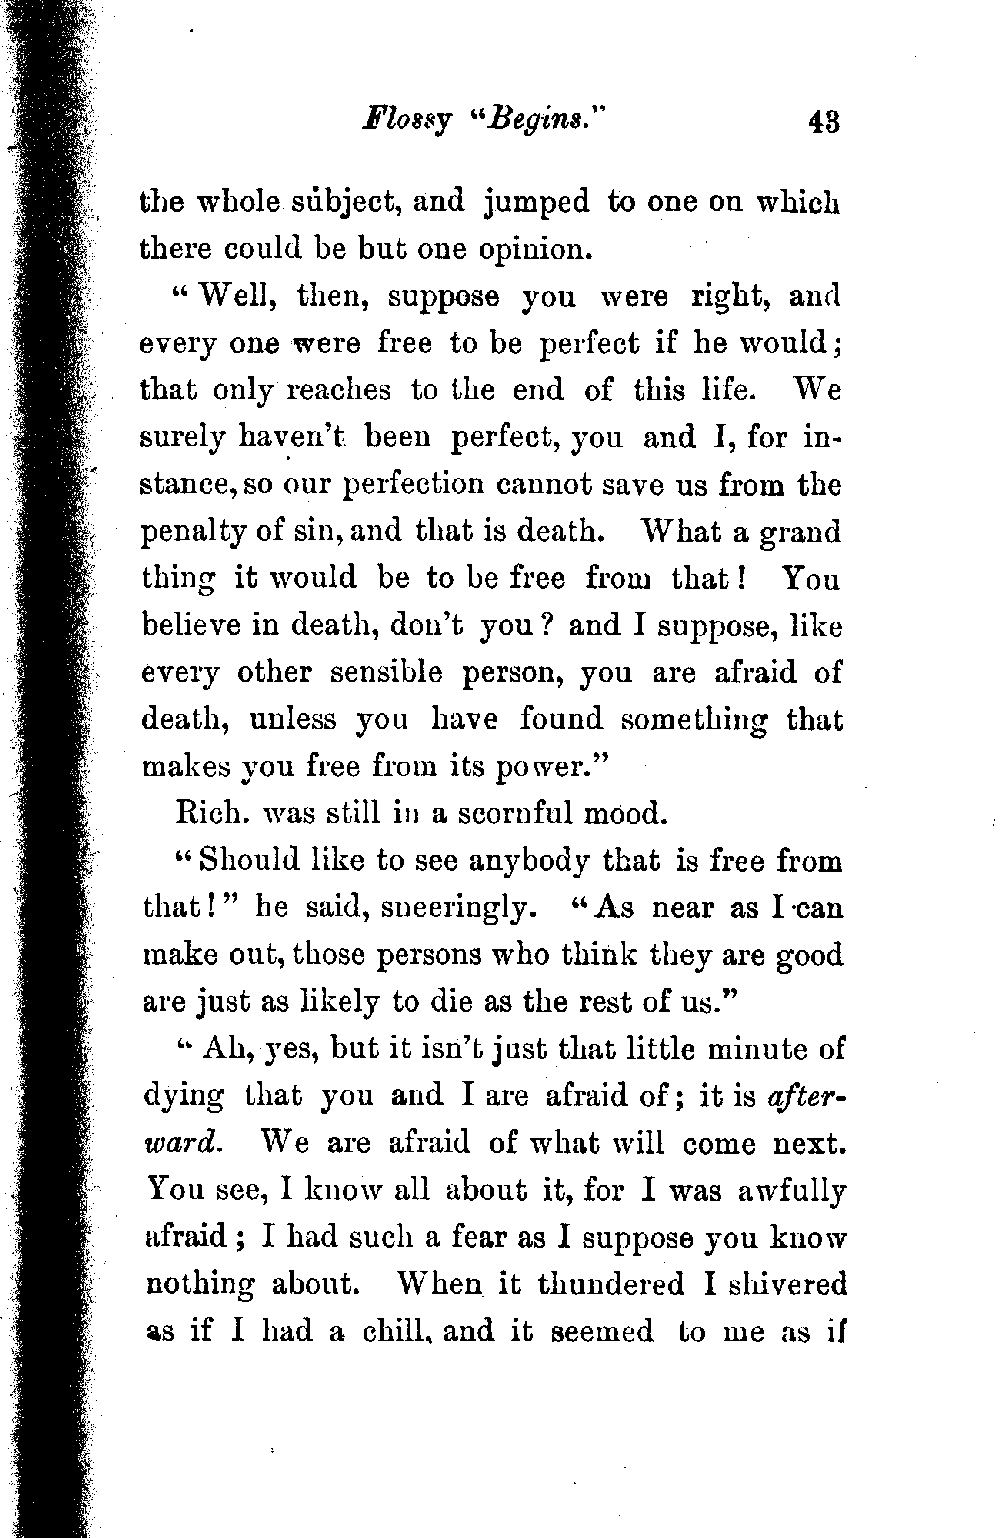 Flossy "Begins." 43
the whole subject, and jumped to one on which
there could be but one opinion.
"Well, then, suppose you were right, and
every one were free to be perfect if he would;
that only reaches to the end of this life. We
surely haven't been perfect, you and I, for in-
stance, so our perfection cannot save us from the
penalty of sin, and that is death. What a grand
thing it would be to be free from that! You
believe in death, don't you? and I suppose, like
every other sensible person, you are afraid of
death, unless you have found something that
makes you free from its power."
Rich. was still in a scornful mood.
"Should like to see anybody that is free from
that!" he said, sneeringly. "As near as I can
make out, those persons who think they are good
are just as likely to die as the rest of us."
"Ah, yes, but it isn't just that little minute of
dying that you and I are afraid of; it is after-
ward. We are afraid of what will come next.
You see, I know all about it, for I was awfully
afraid; I had such a fear as I suppose you know
nothing about. When it thundered I shivered
as if I had a chill, and it seemed to me as if